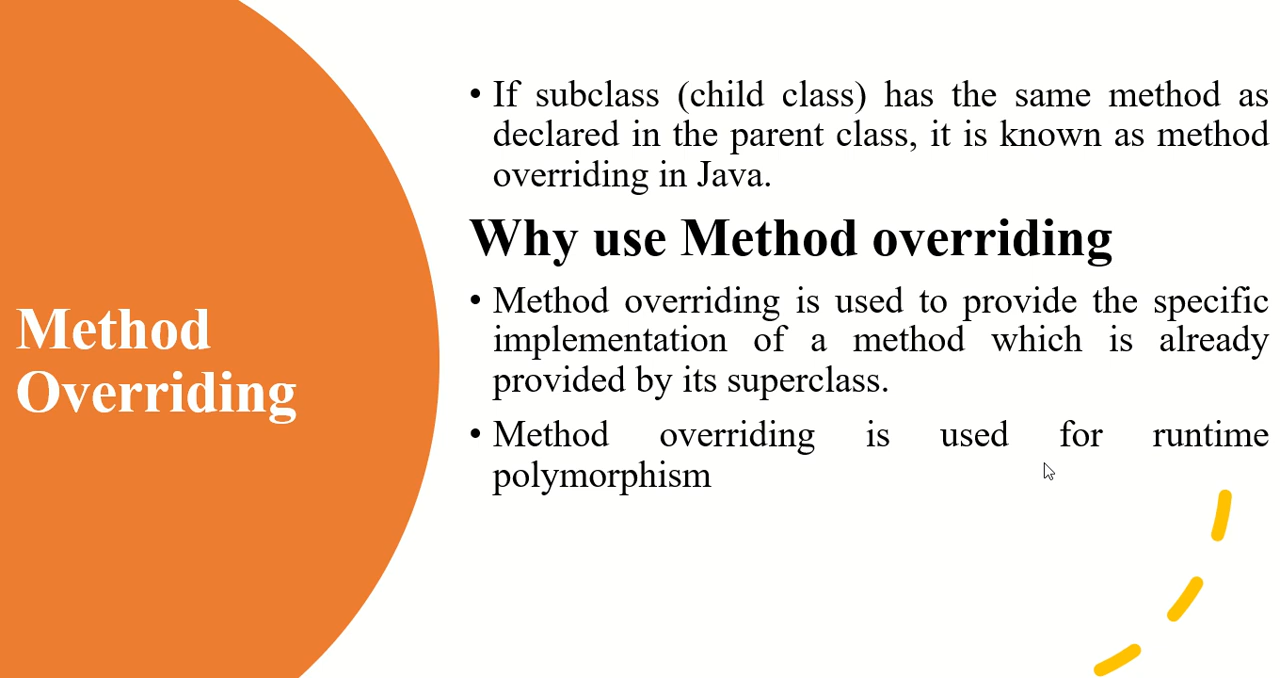 Method
Overriding
• If subclass (child class) has the same method as
declared in the parent class, it is known as method
overriding in Java.
Why use Method overriding
• Method overriding is used to provide the specific
implementation of a method which is already
provided by its superclass.
• Method overriding is used for runtime
polymorphism